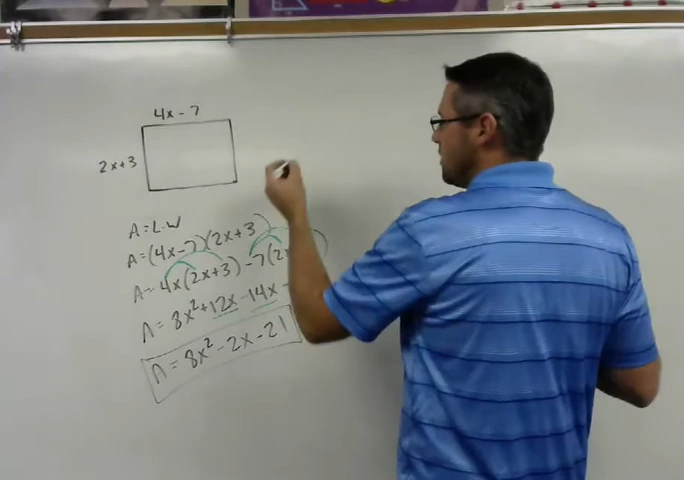 4x - 7
2x+3
A = L·W
A = (4x-7)(2x+3)
A = 4x(2x+3) -7(2x
A = 8x² + 12x - 14x -
A = 8x² - 2x - 21